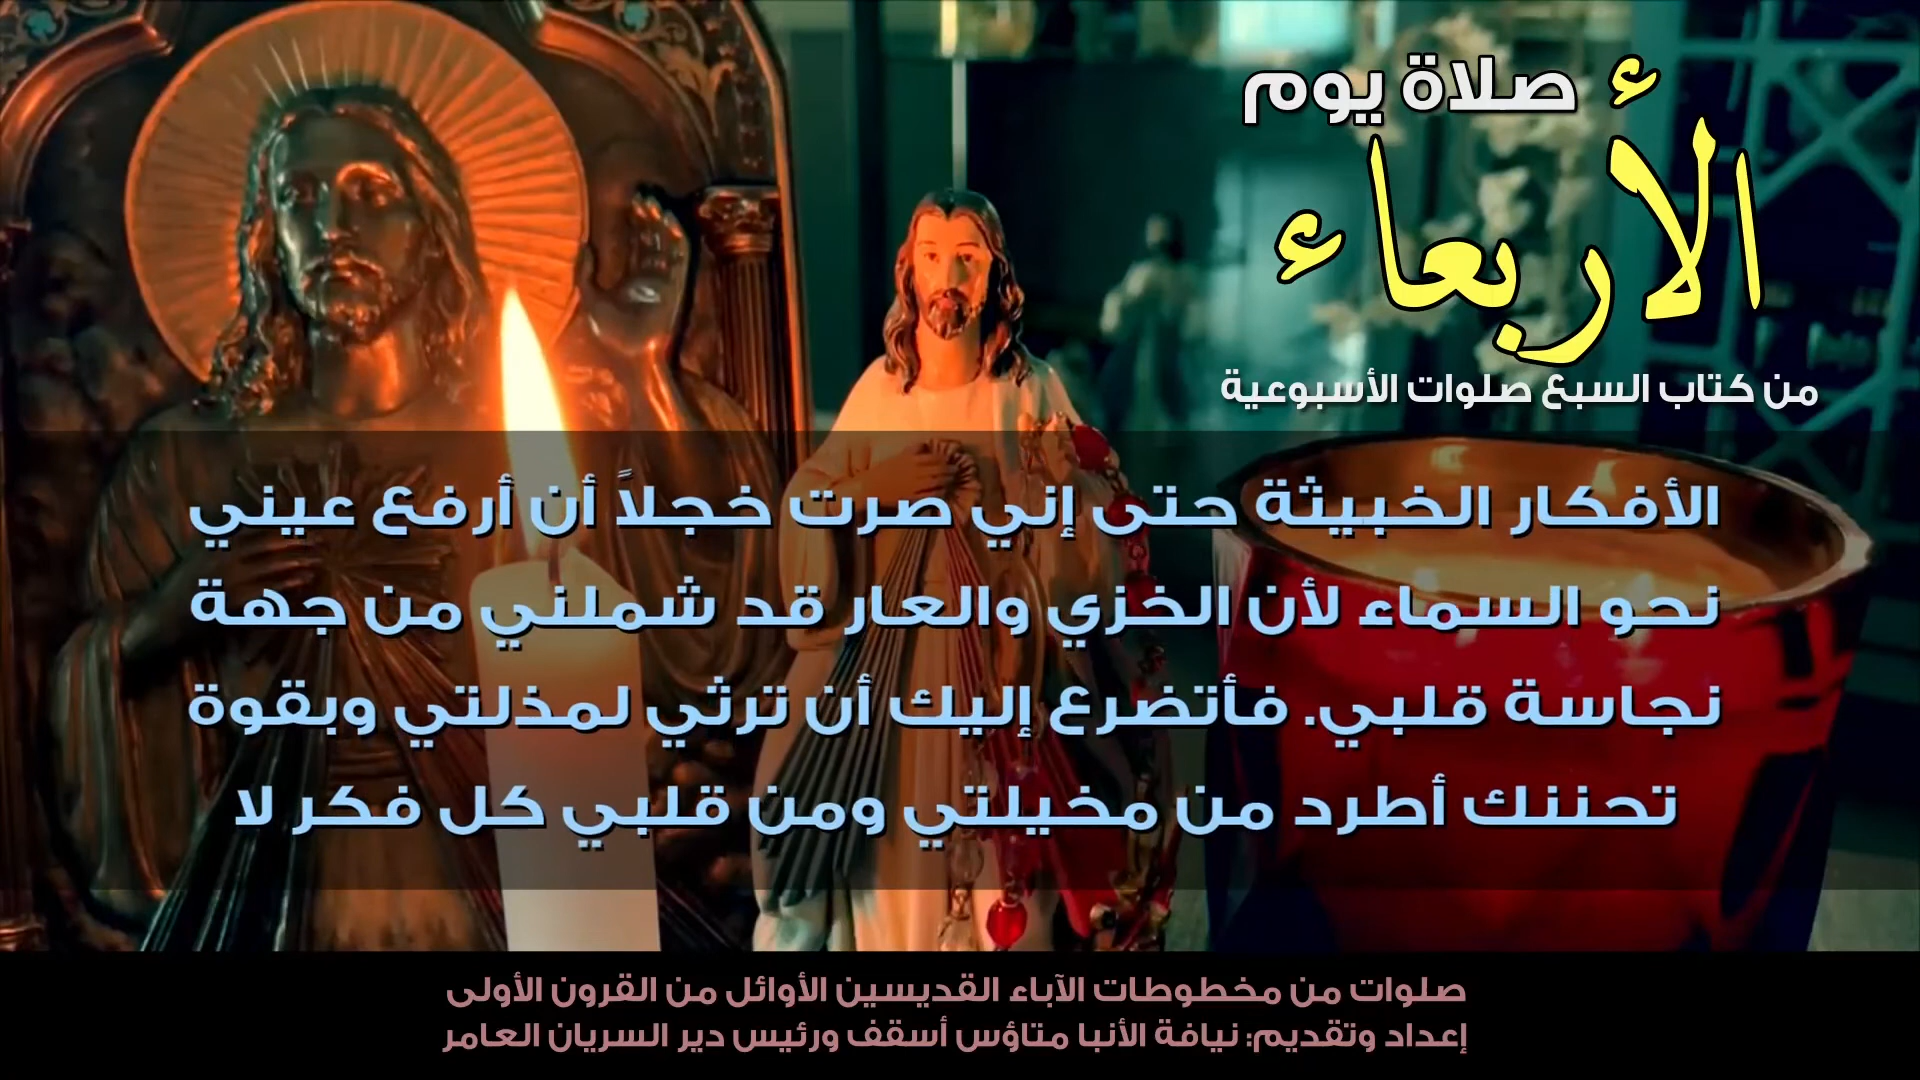 صلاة يوم
الأربعاء
من كتاب السبع صلوات الأسبوعية
الأفكار الخبيثة حتى إني صرت خجلاً أن أرفع عيني
نحو السماء لأن الخزي والعار قد شملني من جهة
نجاسة قلبي. فأتضرع إليك أن ترثي لمذلتي وبقوة
تحننك أطرد من مخيلتي ومن قلبي كل فكر لا
صلوات من مخطوطات الآباء القديسين الأوائل من القرون الأولى
إعداد وتقديم: نيافة الأنبا متاؤس أسقف ورئيس دير السريان العامر